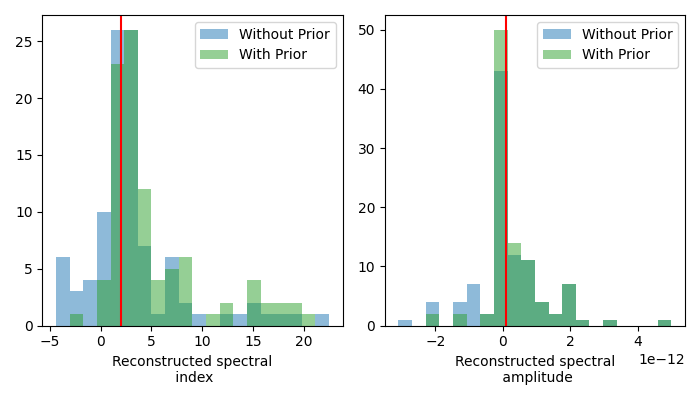 Without Prior
With Prior
25
20
15
10
5
0
−5
0
5
10
15
20
Reconstructed spectral
index
Without Prior
With Prior
50
40
30
20
10
0
−2
0
2
4
1e−12
Reconstructed spectral
amplitude